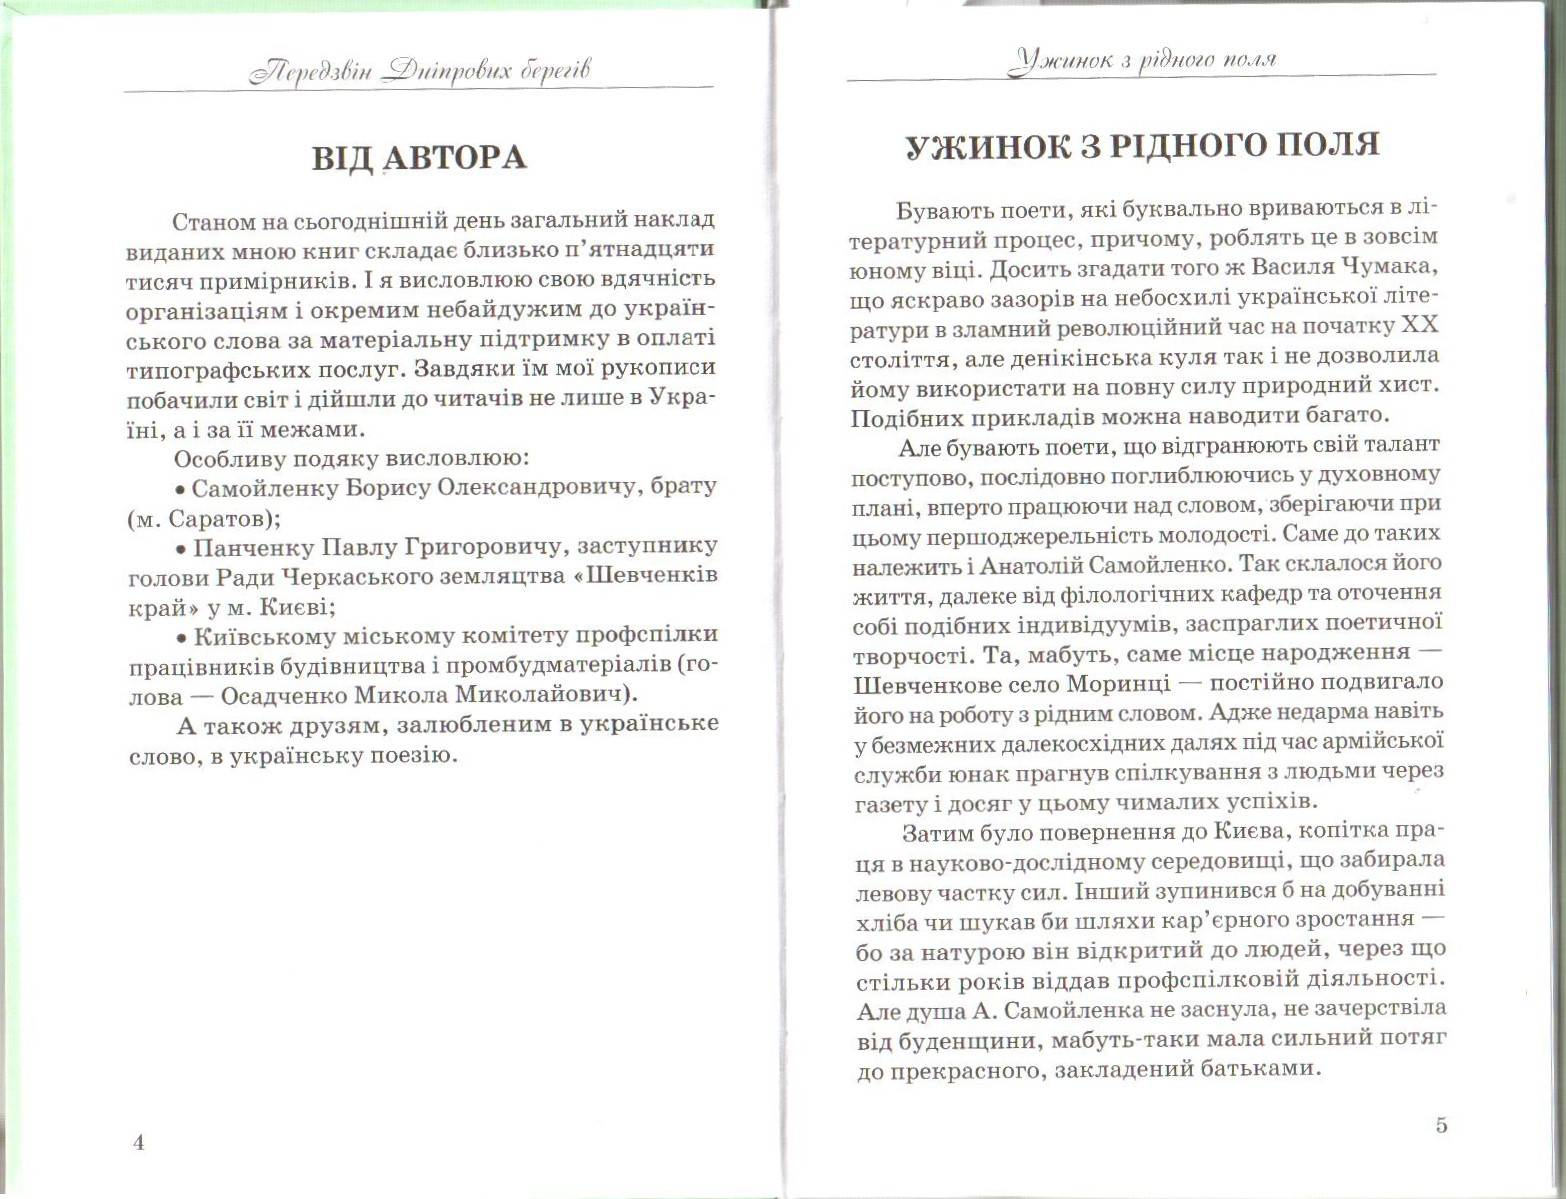 Передзвін Дніпрових берегів
ВІД АВТОРА
Станом на сьогоднішній день загальний наклад
виданих мною книг складає близько п’ятнадцяти
тисяч примірників. І я висловлюю свою вдячність
організаціям і окремим небайдужим до україн-
ського слова за матеріальну підтримку в оплаті
типографських послуг. Завдяки їм мої рукописи
побачили світ і дійшли до читачів не лише в Укра-
їні, а і за її межами.
Особливу подяку висловлюю:
• Самойленку Борису Олександровичу, брату
(м. Саратов);
• Панченку Павлу Григоровичу, заступнику
голови Ради Черкаського земляцтва «Шевченків
край» у м. Києві;
• Київському міському комітету профспілки
працівників будівництва і промбудматеріалів (го-
лова — Осадченко Микола Миколайович).
А також друзям, залюбленим в українське
слово, в українську поезію.
4
Ужинок з рідного поля
УЖИНОК З РІДНОГО ПОЛЯ
Бувають поети, які буквально вриваються в лі-
тературний процес, причому, роблять це в зовсім
юному віці. Досить згадати того ж Василя Чумака,
що яскраво зазорів на небосхилі української літе-
ратури в зламний революційний час на початку ХХ
століття, але денікінська куля так і не дозволила
йому використати на повну силу природний хист.
Подібних прикладів можна наводити багато.
Але бувають поети, що відгранюють свій талант
поступово, послідовно поглиблюючись у духовному
плані, вперто працюючи над словом, зберігаючи при
цьому першоджерельність молодості. Саме до таких
належить і Анатолій Самойленко. Так склалося його
життя, далеке від філологічних кафедр та оточення
собі подібних індивідуумів, заспраглих поетичної
творчості. Та, мабуть, саме місце народження —
Шевченкове село Моринці — постійно подвигало
його на роботу з рідним словом. Адже недарма навіть
у безмежних далекосхідних далях під час армійської
служби юнак прагнув спілкування з людьми через
газету і досяг у цьому чималих успіхів.
Затим було повернення до Києва, копітка пра-
ця в науково-дослідному середовищі, що забирала
левову частку сил. Інший зупинився б на добуванні
хліба чи шукав би шляхи кар’єрного зростання —
бо за натурою він відкритий до людей, через що
стільки років віддав профспілковій діяльності.
Але душа А. Самойленка не заснула, не зачерствіла
від буденщини, мабуть-таки мала сильний потяг
до прекрасного, закладений батьками.
5